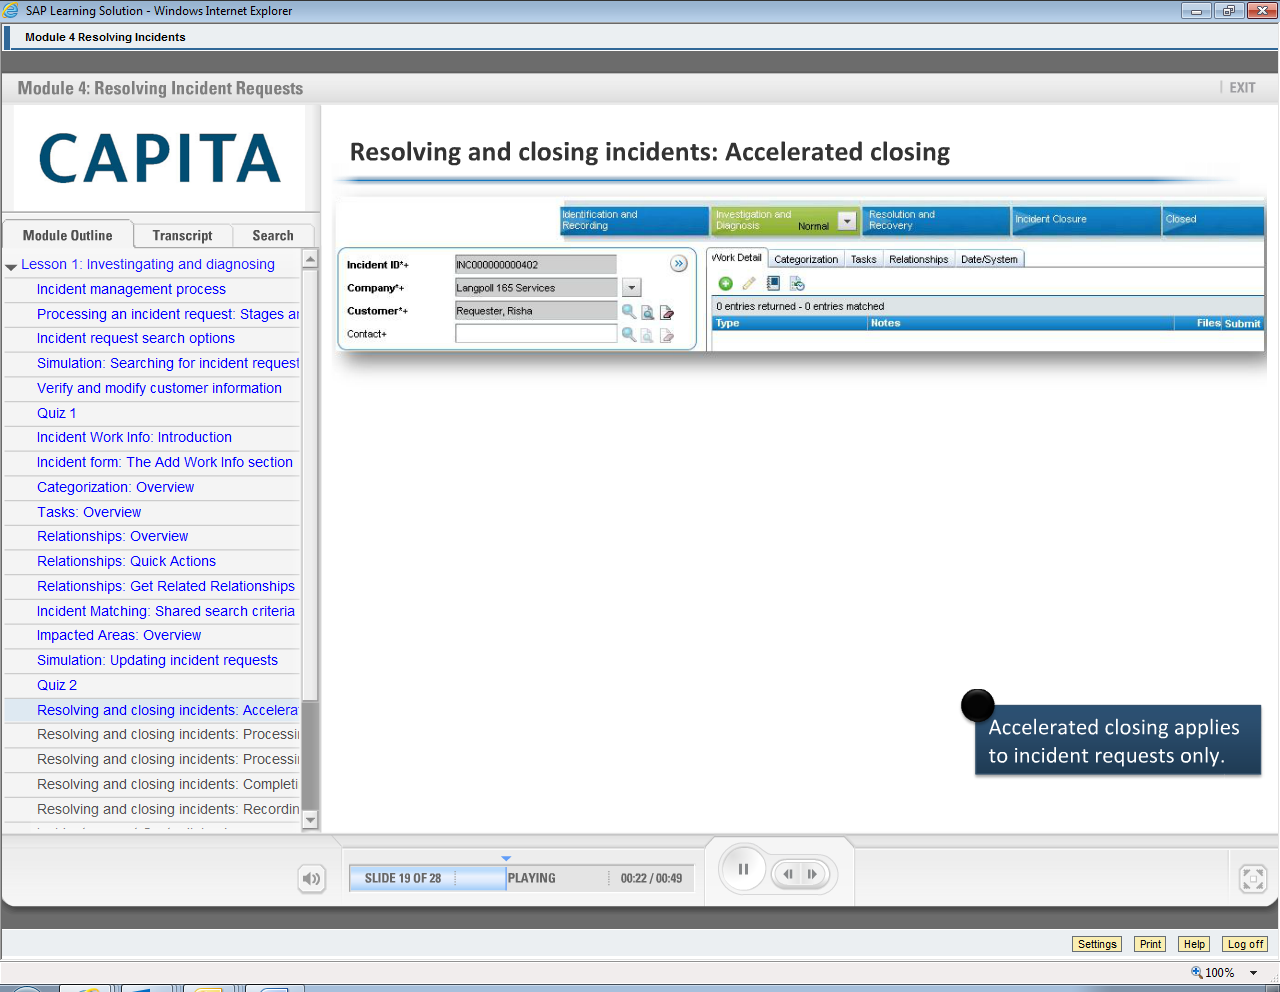 SAP Learning Solution - Windows Internet Explorer
Module 4 Resolving Incidents
Module 4: Resolving Incident Requests
EXIT
CAPITA
Module Outline
Transcript
Search
Lesson 1: Investingating and diagnosing
Incident management process
Processing an incident request: Stages ar
Incident request search options
Simulation: Searching for incident request
Verify and modify customer information
Quiz 1
Incident Work Info: Introduction
Incident form: The Add Work Info section
Categorization: Overview
Tasks: Overview
Relationships: Overview
Relationships: Quick Actions
Relationships: Get Related Relationships
Incident Matching: Shared search criteria
Impacted Areas: Overview
Simulation: Updating incident requests
Quiz 2
Resolving and closing incidents: Accelera
Resolving and closing incidents: Processi
Resolving and closing incidents: Processi
Resolving and closing incidents: Completi
Resolving and closing incidents: Recordin
Resolving and closing incidents: Accelerated closing
Identification and
Recording
Investigation and
Diagnosis
Normal
Resolution and
Recovery
Incident Closure
Closed
Incident ID*+
INC000000000402
Company*+
Langpoll 165 Services
Customer*+
Requester, Risha
Contact+
Work Detail
Categorization
Tasks
Relationships
Date/System
0 entries returned - 0 entries matched
Type
Notes
Files
Submit
Accelerated closing applies
to incident requests only.
SLIDE 19 OF 28
PLAYING
00:22 / 00:49
Settings
Print
Help
Log off
100%